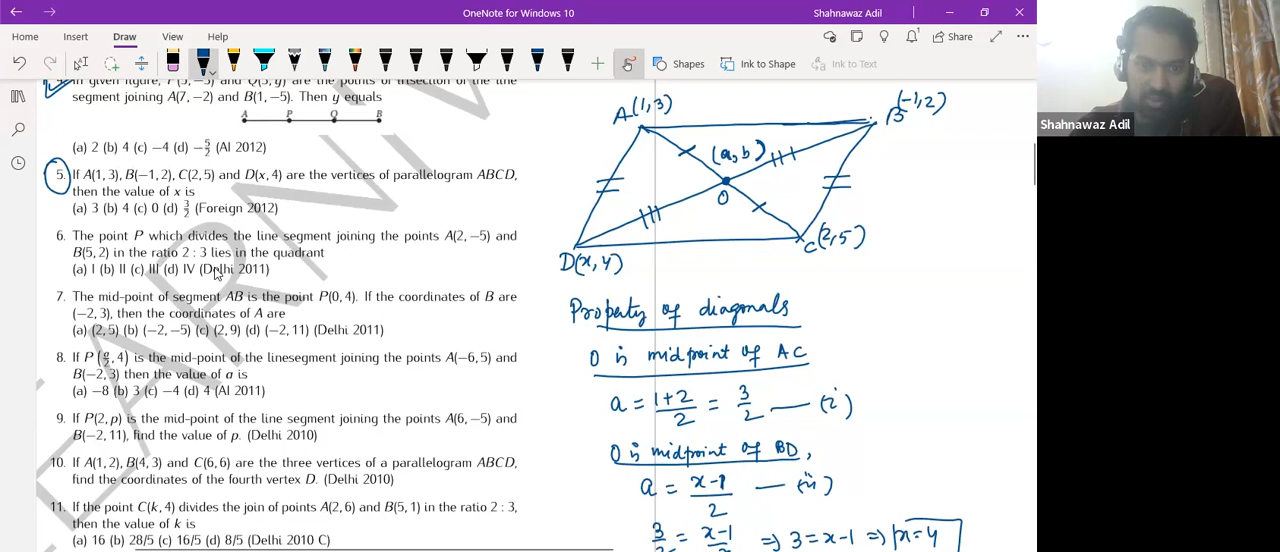 OneNote for Windows 10
Shahnawaz Adil
Home Insert Draw View Help
Share
Shapes
Ink to Shape
Ink to Text
segment joining A(7, −2) and B(1, −5). Then y equals
A P Q B
(a) 2 (b) 4 (c) −4 (d) −5/2 (AI 2012)
5. If A(1, 3), B(−1, 2), C(2, 5) and D(x, 4) are the vertices of parallelogram ABCD,
then the value of x is
(a) 3 (b) 4 (c) 0 (d) 3/2 (Foreign 2012)
6. The point P which divides the line segment joining the points A(2, −5) and
B(5, 2) in the ratio 2 : 3 lies in the quadrant
(a) I (b) II (c) III (d) IV (Delhi 2011)
7. The mid-point of segment AB is the point P(0, 4). If the coordinates of B are
(−2, 3), then the coordinates of A are
(a) (2, 5) (b) (−2, −5) (c) (2, 9) (d) (−2, 11) (Delhi 2011)
8. If P(a/2, 4) is the mid-point of the linesegment joining the points A(−6, 5) and
B(−2, 3) then the value of a is
(a) −8 (b) 3 (c) −4 (d) 4 (AI 2011)
9. If P(2, p) is the mid-point of the line segment joining the points A(6, −5) and
B(−2, 11), find the value of p. (Delhi 2010)
10. If A(1, 2), B(4, 3) and C(6, 6) are the three vertices of a parallelogram ABCD,
find the coordinates of the fourth vertex D. (Delhi 2010)
11. If the point C(k, 4) divides the join of points A(2, 6) and B(5, 1) in the ratio 2 : 3,
then the value of k is
(a) 16 (b) 28/5 (c) 16/5 (d) 8/5 (Delhi 2010 C)
A(1,3)
B(-1,2)
(a,b)
O
D(x,4)
C(2,5)
Property of diagonals
O is midpoint of AC
a = 1+2/2 = 3/2 — (i)
O is midpoint of BD,
a = x-1/2 — (ii)
3/2 = x-1/2 ⇒ 3 = x-1 ⇒ x=4
Shahnawaz Adil